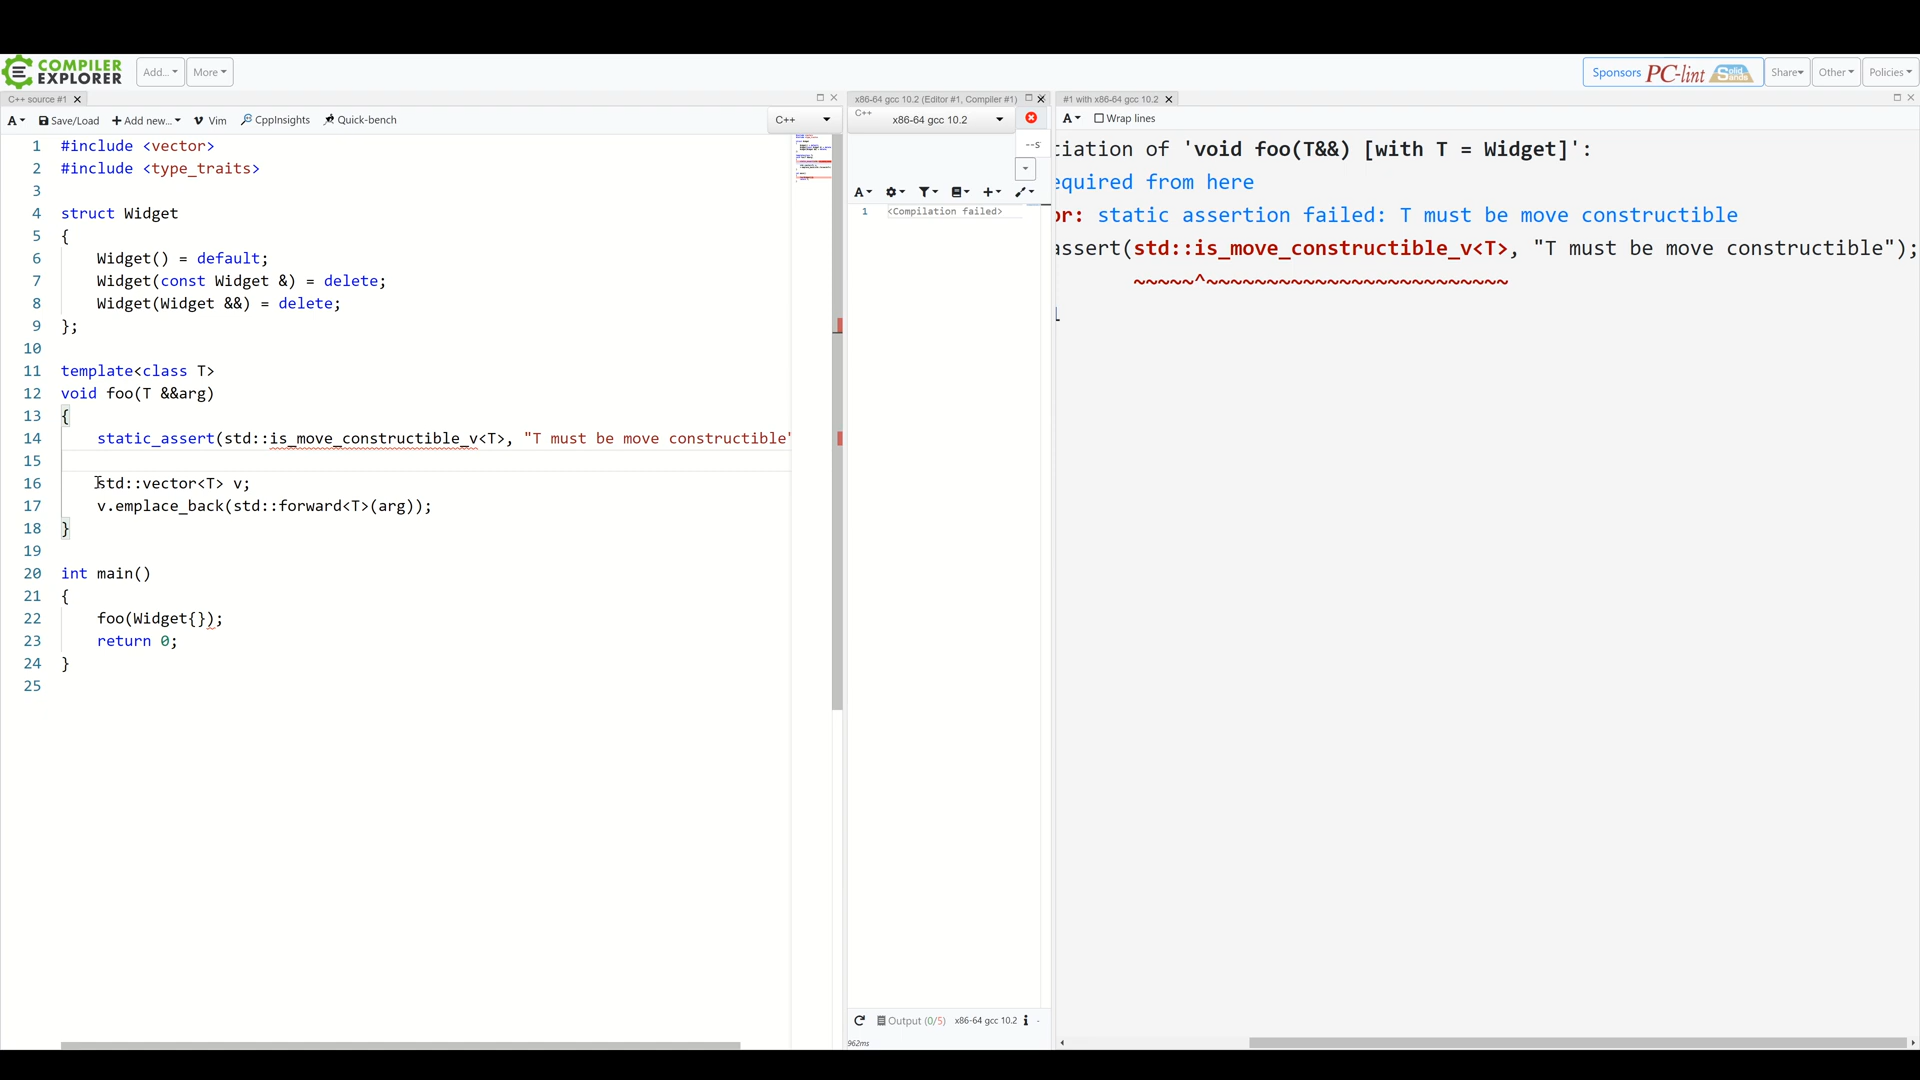 COMPILER
EXPLORER
Add...
More
Sponsors PC-lint Solid Sands
Share
Other
Policies
C++ source #1
A
Save/Load
Add new...
Vim
CppInsights
Quick-bench
C++
1 #include <vector>
2 #include <type_traits>
3
4 struct Widget
5 {
6 Widget() = default;
7 Widget(const Widget &) = delete;
8 Widget(Widget &&) = delete;
9 };
10
11 template<class T>
12 void foo(T &&arg)
13 {
14 static_assert(std::is_move_constructible_v<T>, "T must be move constructible"
15
16 std::vector<T> v;
17 v.emplace_back(std::forward<T>(arg));
18 }
19
20 int main()
21 {
22 foo(Widget{});
23 return 0;
24 }
25
x86-64 gcc 10.2 (Editor #1, Compiler #1)
C++
x86-64 gcc 10.2
--s
A
1 <Compilation failed>
Output (0/5) x86-64 gcc 10.2 i -
962ms
#1 with x86-64 gcc 10.2
A Wrap lines
ciation of 'void foo(T&&) [with T = Widget]':
equired from here
or: static assertion failed: T must be move constructible
assert(std::is_move_constructible_v<T>, "T must be move constructible");
~~~~~^~~~~~~~~~~~~~~~~~~~~~~~~~
1